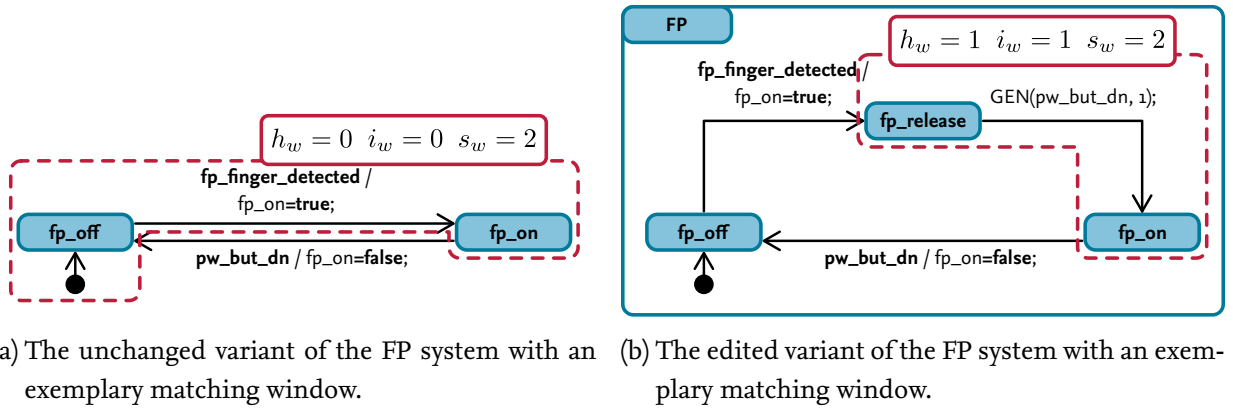 h_w = 0 i_w = 0 s_w = 2
fp_finger_detected /
fp_on=true;
fp_off
fp_on
pw_but_dn / fp_on=false;
a) The unchanged variant of the FP system with an
exemplary matching window.
FP
h_w = 1 i_w = 1 s_w = 2
fp_finger_detected /
fp_on=true;
GEN(pw_but_dn, 1);
fp_release
fp_off
fp_on
pw_but_dn / fp_on=false;
(b) The edited variant of the FP system with an exem-
plary matching window.